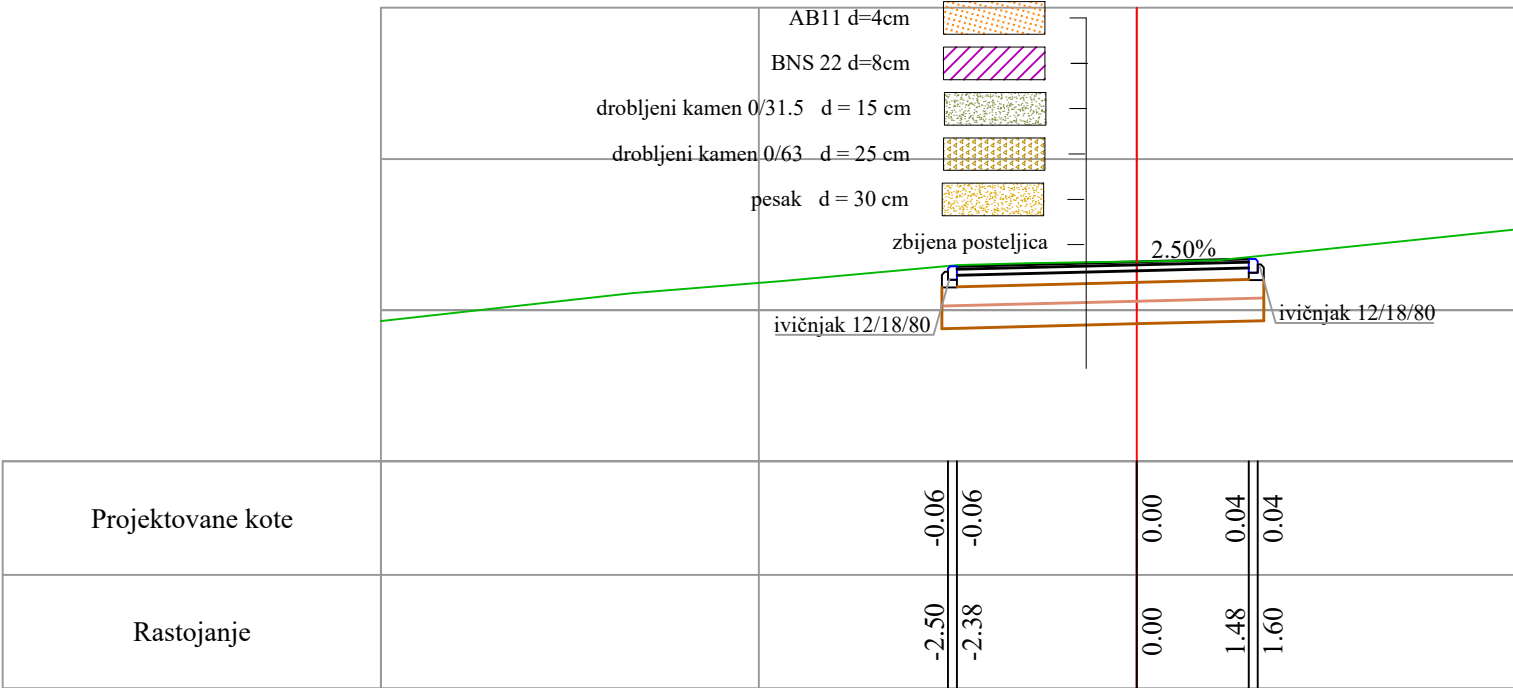 AB11 d=4cm
BNS 22 d=8cm
drobljeni kamen 0/31.5 d = 15 cm
drobljeni kamen 0/63 d = 25 cm
pesak d = 30 cm
zbijena posteljica
2.50%
ivičnjak 12/18/80
ivičnjak 12/18/80
Projektovane kote
-0.06
-0.06
0.00
0.04
0.04
Rastojanje
-2.50
-2.38
0.00
1.48
1.60